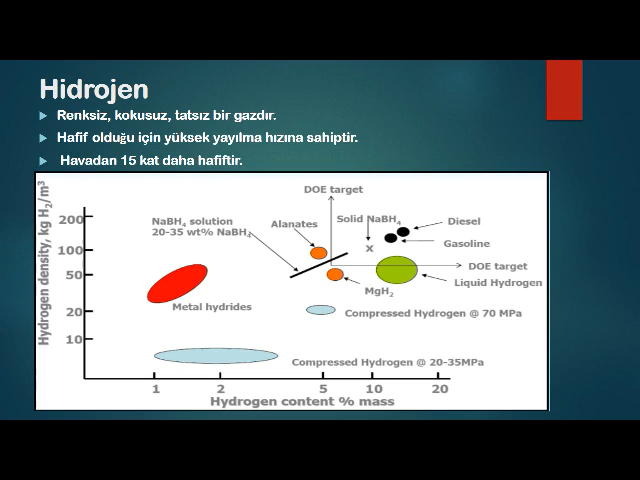 Hidrojen
Renksiz, kokusuz, tatsız bir gazdır.
Hafif olduğu için yüksek yayılma hızına sahiptir.
Havadan 15 kat daha hafiftir.
DOE target
NaBH4 solution
20-35 wt% NaBH4
Alanates
Solid NaBH4
Diesel
Gasoline
DOE target
Liquid Hydrogen
MgH2
Metal hydrides
Compressed Hydrogen @ 70 MPa
Compressed Hydrogen @ 20-35MPa
Hydrogen density, kg H2/m3
200
100
50
20
10
x
1 2 5 10 20
Hydrogen content % mass